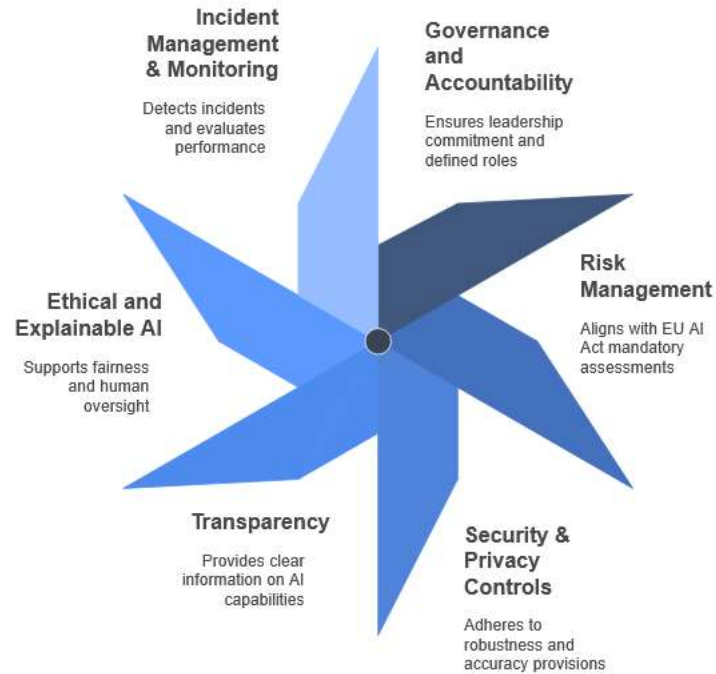 Incident
Management
& Monitoring
Detects incidents
and evaluates
performance
Governance
and
Accountability
Ensures leadership
commitment and
defined roles
Risk
Management
Aligns with EU AI
Act mandatory
assessments
Security &
Privacy
Controls
Adheres to
robustness and
accuracy provisions
Transparency
Provides clear
information on AI
capabilities
Ethical and
Explainable AI
Supports fairness
and human
oversight